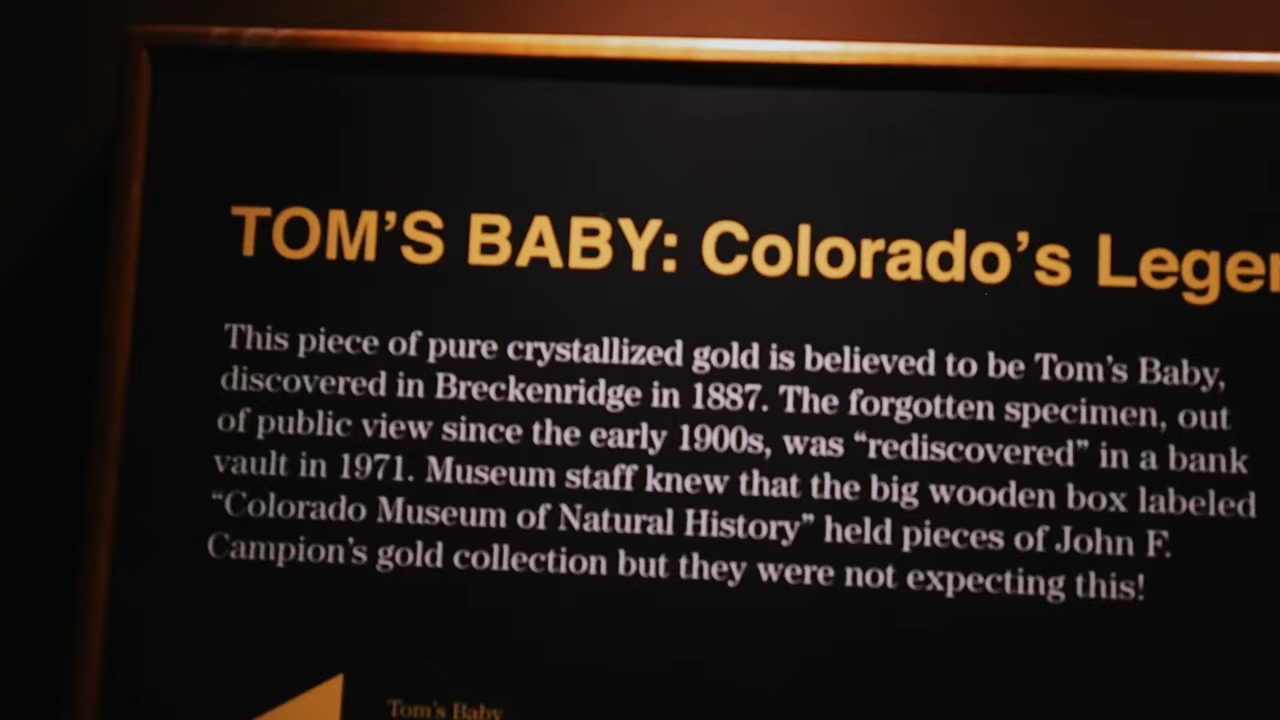 TOM'S BABY: Colorado's
This piece of pure crystallized gold is believed to be Tom's Baby,
discovered in Breckenridge in 1887. The forgotten specimen, out
of public view since the early 1900s, was “rediscovered” in a bank
vault in 1971. Museum staff knew that the big wooden box labeled
“Colorado Museum of Natural History” held pieces of John F.
Campion's gold collection but they were not expecting this!
Tom's Baby